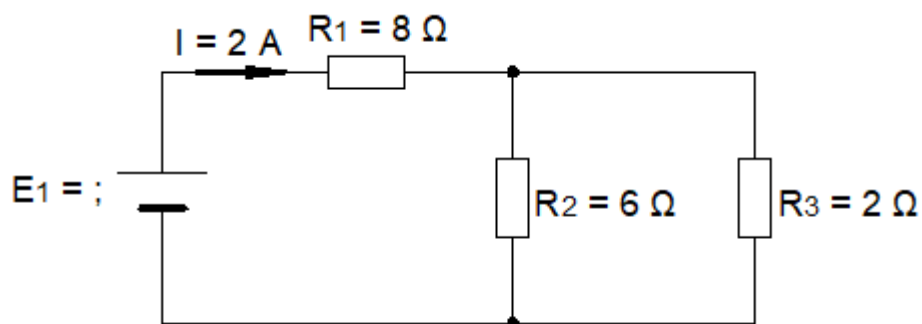 R1 = 8 Ω
I = 2 A
E1 = ;
R2 = 6 Ω
R3 = 2 Ω